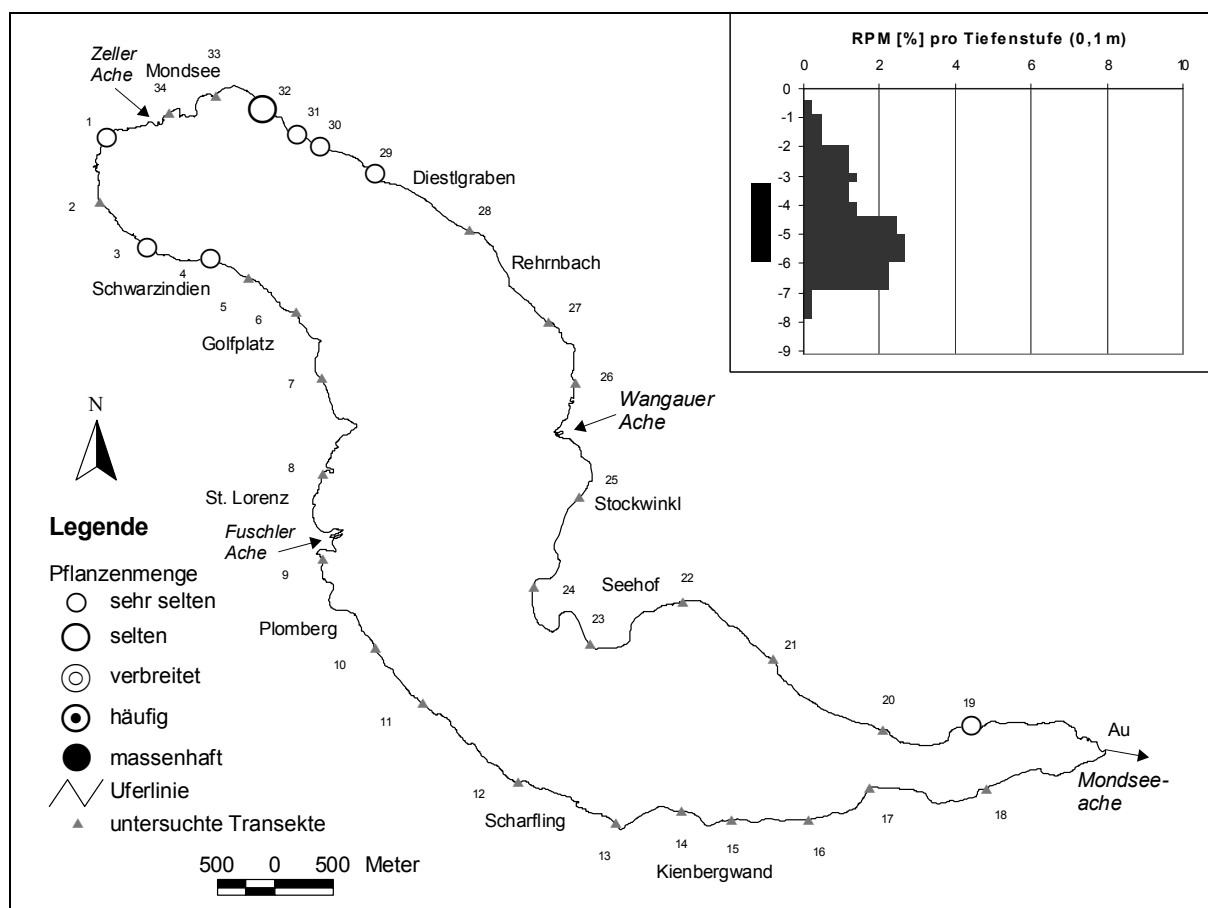 RPM [%] pro Tiefenstufe (0,1 m)
0 2 4 6 8 10
0
-1
-2
-3
-4
-5
-6
-7
-8
-9
Zeller
Ache
Mondsee
33
34
32
31
30
29
1
Diestlgraben
28
2
3
4
Schwarzindien
Rehrnbach
5
6
27
Golfplatz
7
26
Wangauer
Ache
N
8
25
St. Lorenz
Stockwinkl
Legende
Fuschler
Ache
9
24
Seehof
22
23
Pflanzenmenge
sehr selten
selten
verbreitet
häufig
massenhaft
Uferlinie
untersuchte Transekte
Plomberg
10
21
11
20
19
Au
Mondsee-
ache
12
Scharfling
13
14
15
16
17
18
Kienbergwand
500 0 500 Meter